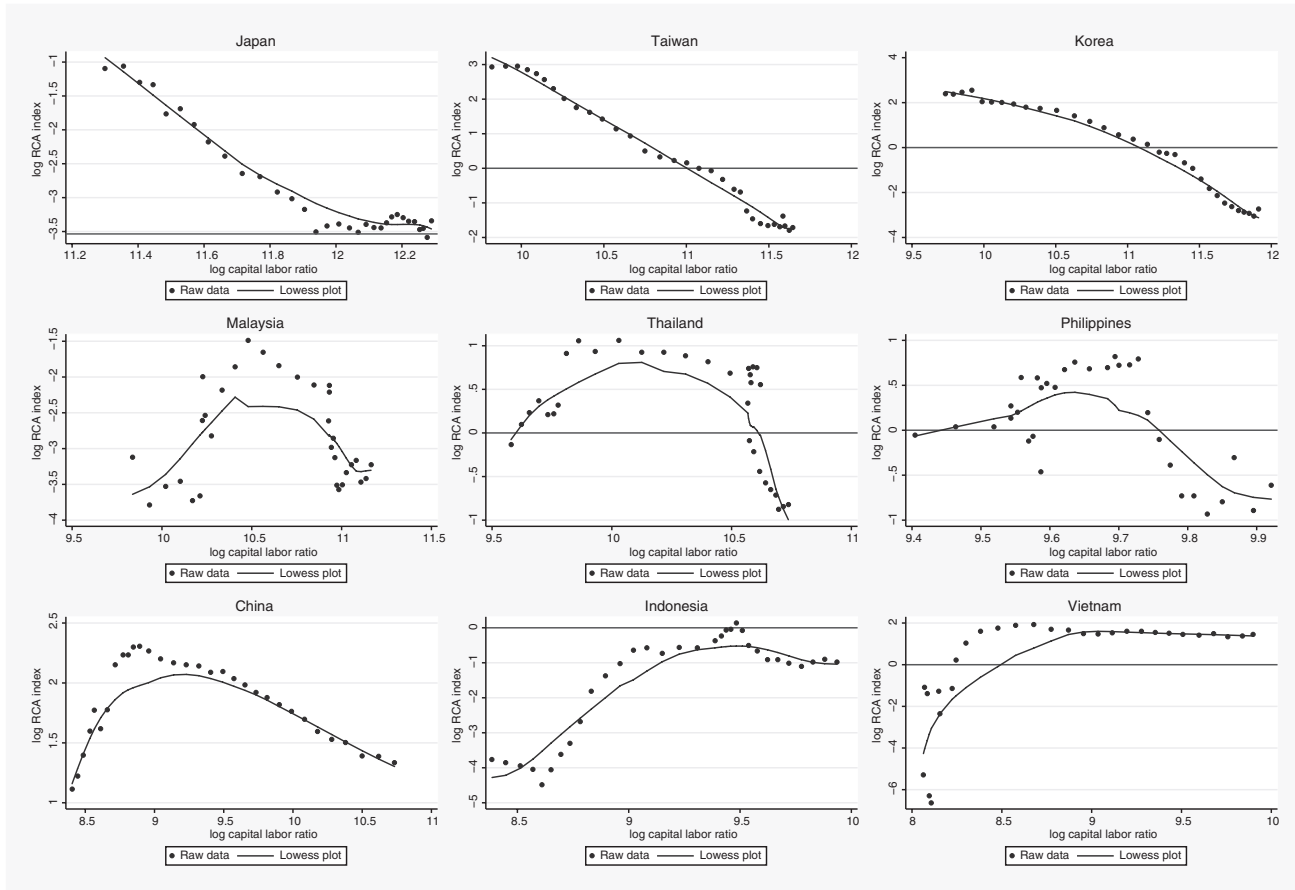 Japan
−1
−1.5
−2
−2.5
−3
−3.5
log RCA index
11.2 11.4 11.6 11.8 12 12.2
log capital labor ratio
Raw data Lowess plot
Taiwan
3
2
1
0
−1
−2
log RCA index
10 10.5 11 11.5 12
log capital labor ratio
Raw data Lowess plot
Korea
4
2
0
−2
−4
log RCA index
9.5 10 10.5 11 11.5 12
log capital labor ratio
Raw data Lowess plot
Malaysia
−1.5
−2
−2.5
−3
−3.5
−4
log RCA index
9.5 10 10.5 11 11.5
log capital labor ratio
Raw data Lowess plot
Thailand
1
.5
0
−.5
−1
log RCA index
9.5 10 10.5 11
log capital labor ratio
Raw data Lowess plot
Philippines
1
.5
0
−.5
−1
log RCA index
9.4 9.5 9.6 9.7 9.8 9.9
log capital labor ratio
Raw data Lowess plot
China
2.5
2
1.5
1
log RCA index
8.5 9 9.5 10 10.5 11
log capital labor ratio
Raw data Lowess plot
Indonesia
0
−1
−2
−3
−4
−5
log RCA index
8.5 9 9.5 10
log capital labor ratio
Raw data Lowess plot
Vietnam
2
0
−2
−4
−6
log RCA index
8 8.5 9 9.5 10
log capital labor ratio
Raw data Lowess plot